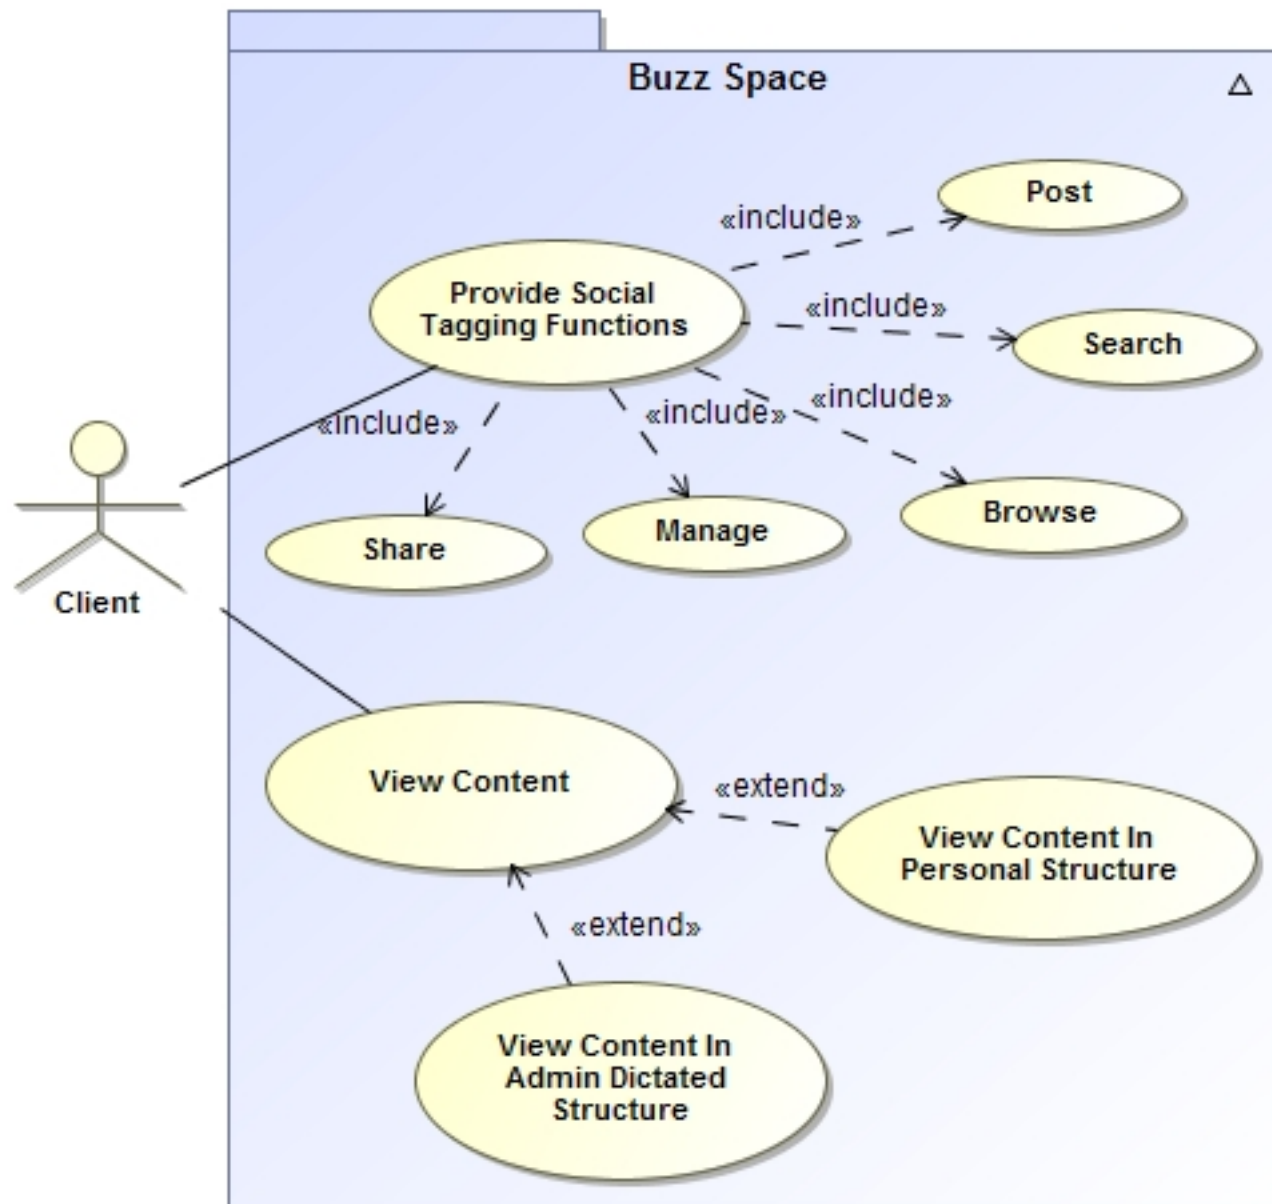 Buzz Space
Post
«include»
Provide Social
Tagging Functions
«include»
Search
«include»
«include»
«include»
Share
Manage
Browse
Client
View Content
«extend»
View Content In
Personal Structure
«extend»
View Content In
Admin Dictated
Structure